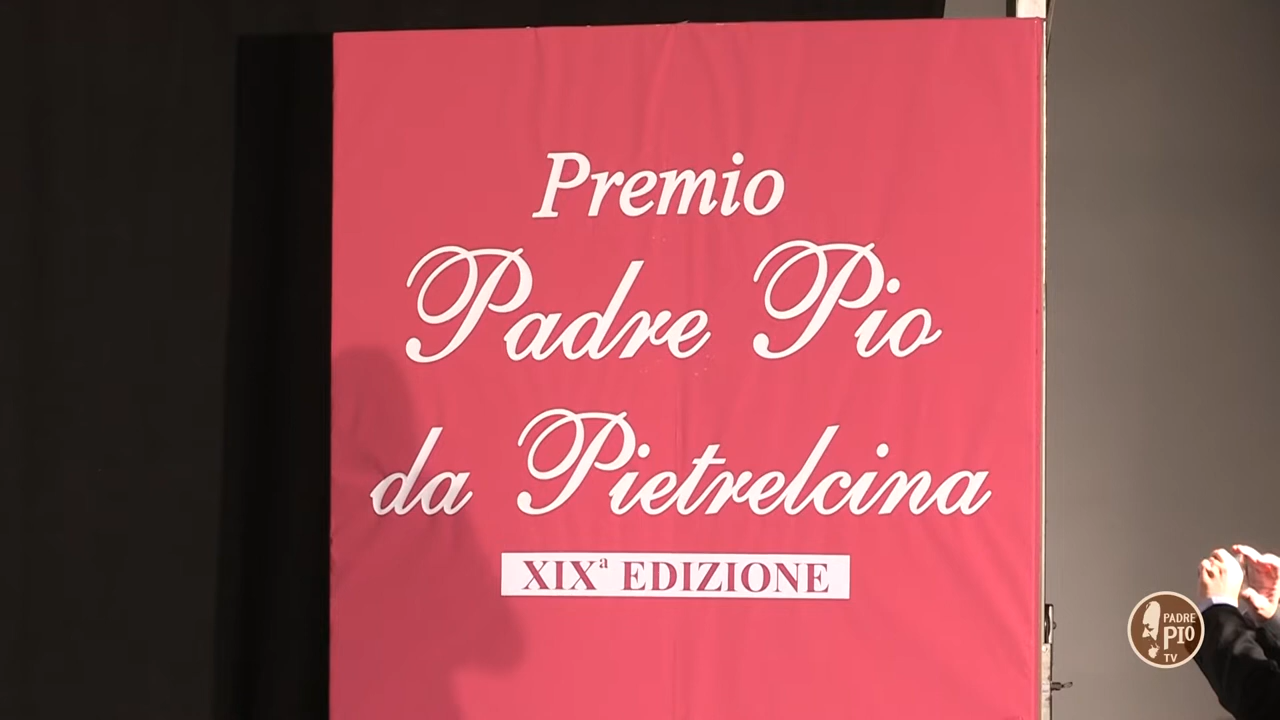 Premio
Padre Pio
da Pietrelcina
XIXª EDIZIONE
PADRE
PIO
TV